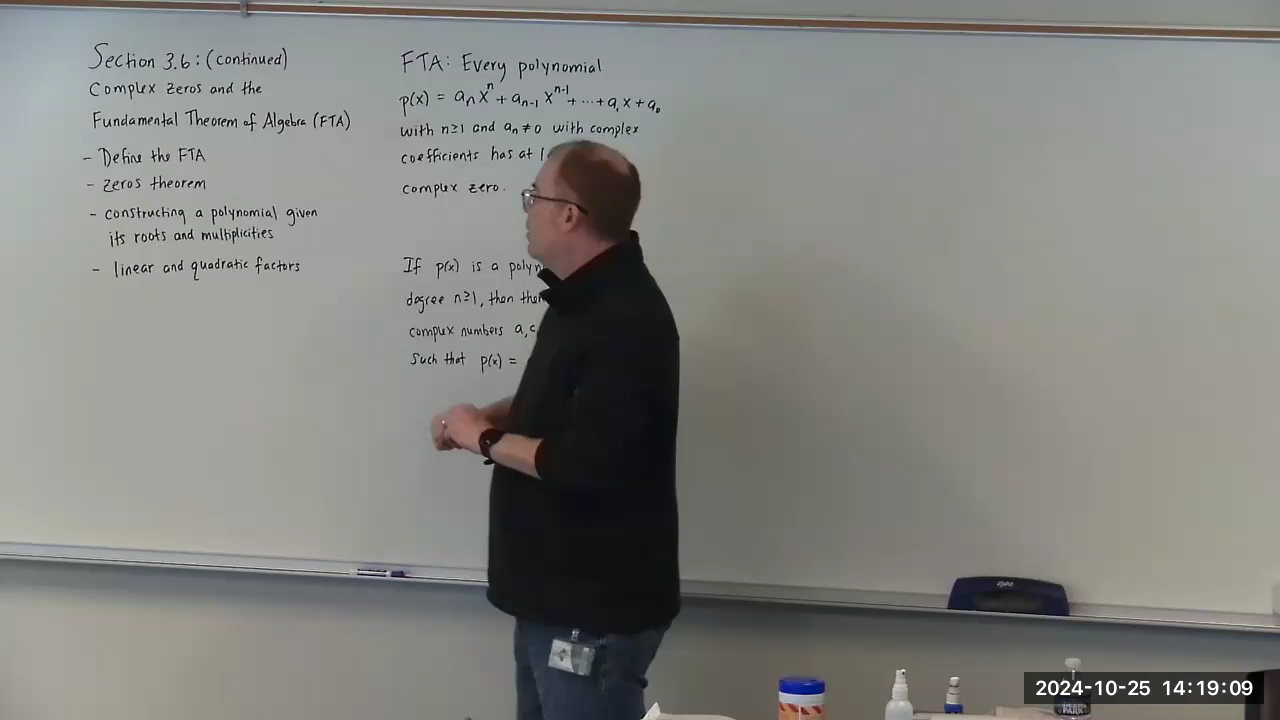 Section 3.6: (continued)
Complex zeros and the
Fundamental Theorem of Algebra (FTA)
- Define the FTA
- zeros theorem
- constructing a polynomial given
its roots and multiplicities
- linear and quadratic factors
FTA: Every polynomial
p(x) = aₙxⁿ + aₙ₋₁xⁿ⁻¹ + ... + a₁x + a₀
with n≥1 and aₙ≠0 with complex
coefficients has at
complex zero.
If p(x) is a
degree n≥1, then
complex numbers a,
Such that p(x) =
expo
2024-10-25 14:19:09